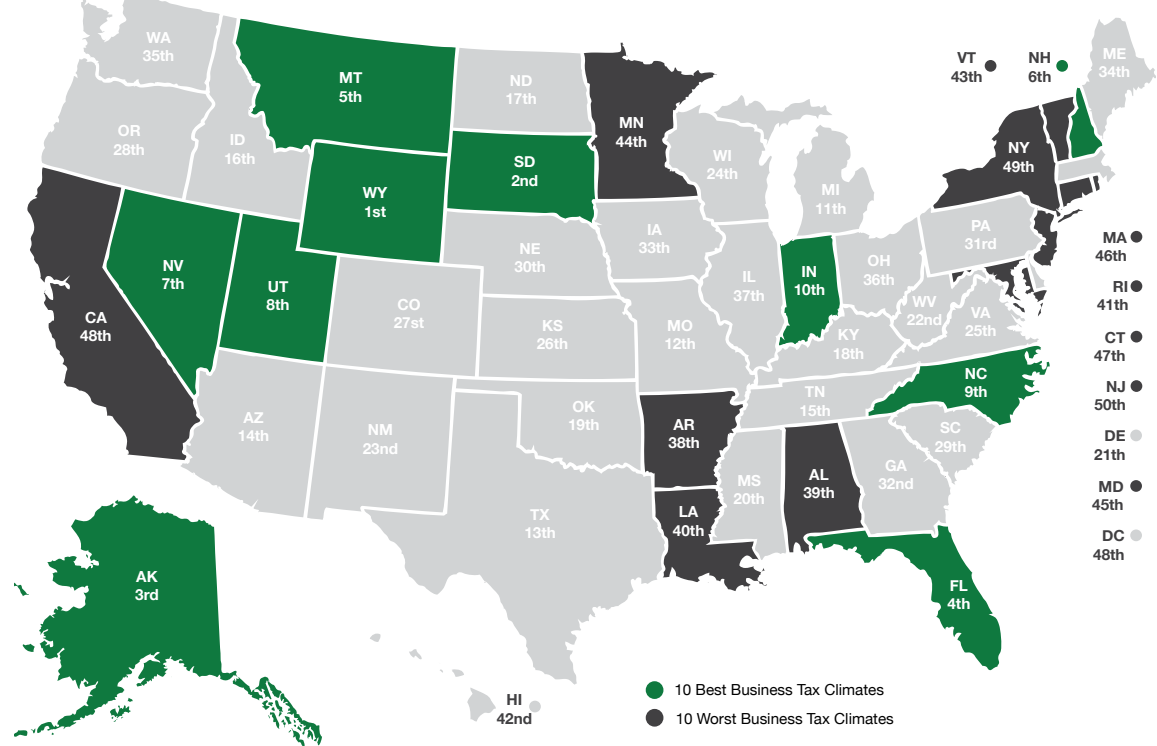 WA
35th
MT
5th
ND
17th
MN
44th
VT
43th
NH
6th
ME
34th
OR
28th
ID
16th
SD
2nd
WI
24th
NY
49th
WY
1st
MI
11th
IA
33th
PA
31rd
MA
46th
NV
7th
UT
8th
NE
30th
IL
37th
IN
10th
OH
36th
RI
41th
CA
48th
CO
27st
KS
26th
MO
12th
WV
22nd
VA
25th
KY
18th
CT
47th
NC
9th
NJ
50th
AZ
14th
NM
23nd
OK
19th
AR
38th
TN
15th
SC
29th
DE
21th
MS
20th
AL
39th
GA
32nd
MD
45th
TX
13th
LA
40th
DC
48th
AK
3rd
FL
4th
HI
42nd
10 Best Business Tax Climates
10 Worst Business Tax Climates